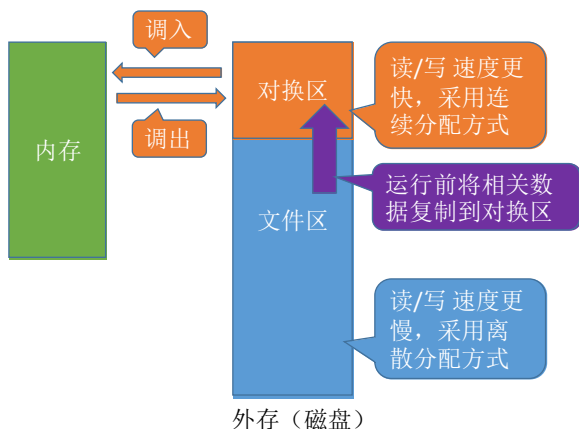 调入
对换区
读/写 速度更
快，采用连
续分配方式
内存
调出
运行前将相关数
据复制到对换区
文件区
读/写 速度更
慢，采用离
散分配方式
外存（磁盘）